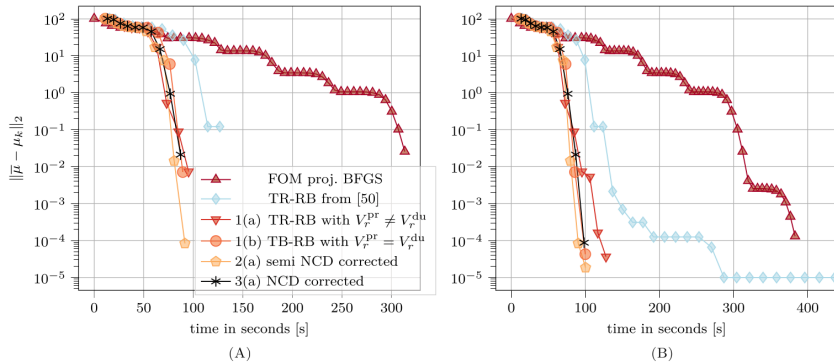 10^2
10^1
10^0
10^{-1}
10^{-2}
10^{-3}
10^{-4}
10^{-5}
‖μ̄ − μ_k‖_2
FOM proj. BFGS
TR-RB from [50]
1(a) TR-RB with V_r^{pr} ≠ V_r^{du}
1(b) TB-RB with V_r^{pr} = V_r^{du}
2(a) semi NCD corrected
3(a) NCD corrected
0 50 100 150 200 250 300
time in seconds [s]
(A)
10^2
10^1
10^0
10^{-1}
10^{-2}
10^{-3}
10^{-4}
10^{-5}
0 100 200 300 400
time in seconds [s]
(B)